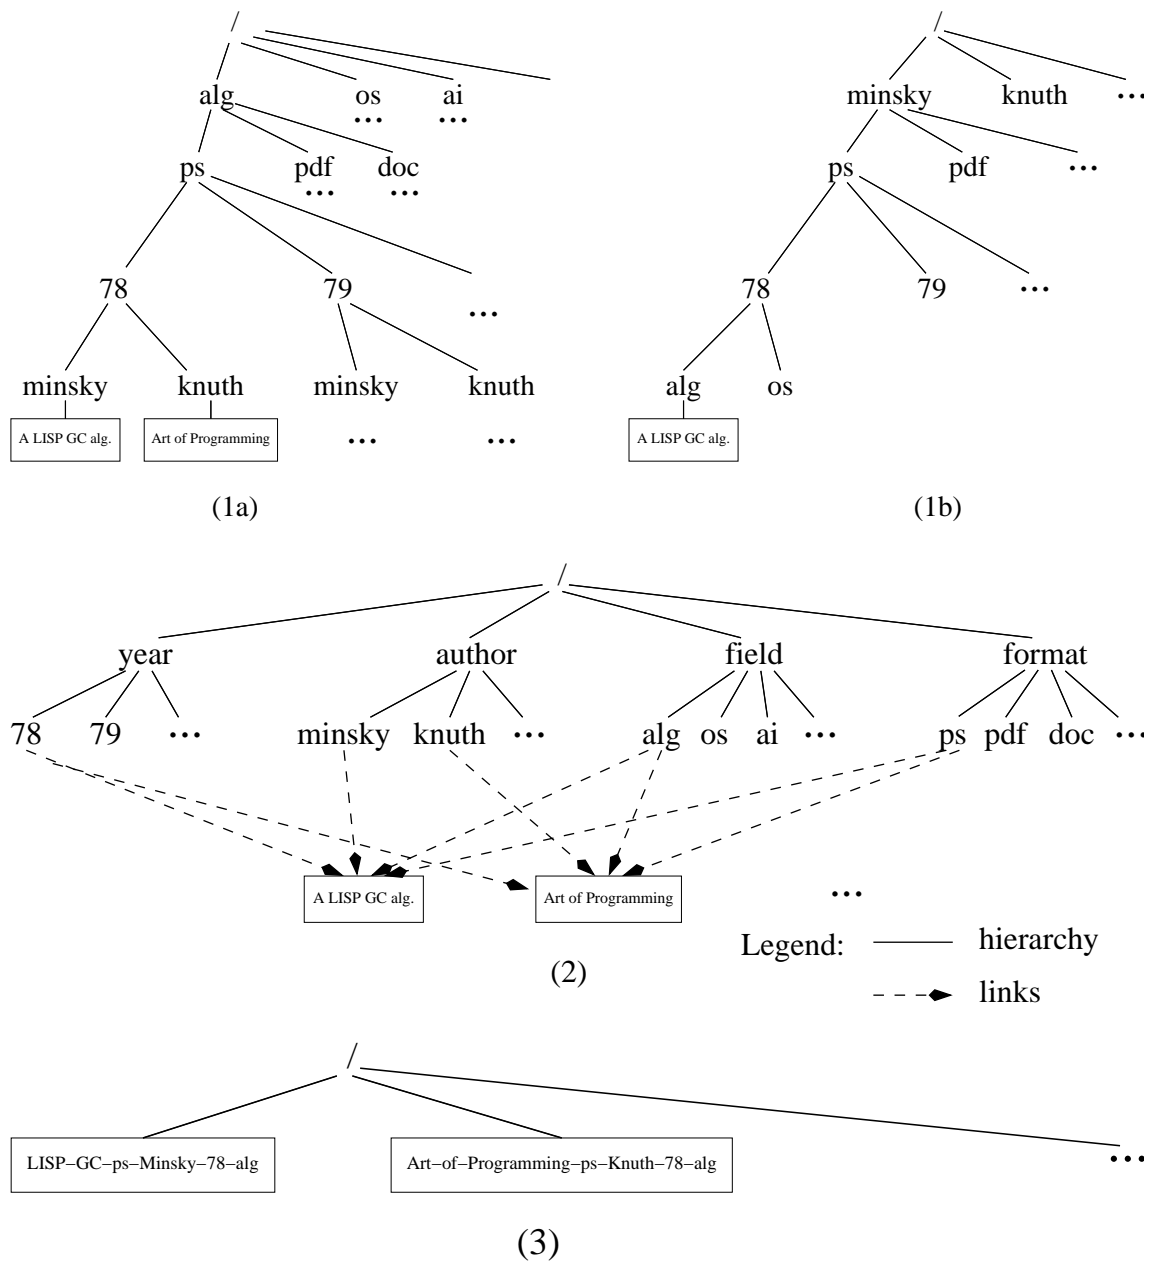 /
alg os ai
... ...
ps pdf doc
... ...
78 79 ...
minsky knuth minsky knuth
A LISP GC alg. Art of Programming ... ...
(1a)
/
minsky knuth ...
ps pdf ...
78 79 ...
alg os
A LISP GC alg.
(1b)
/
year author field format
78 79 ... minsky knuth ... alg os ai ... ps pdf doc ...
A LISP GC alg. Art of Programming ...
Legend: hierarchy
links
(2)
/
LISP–GC–ps–Minsky–78–alg Art–of–Programming–ps–Knuth–78–alg ...
(3)